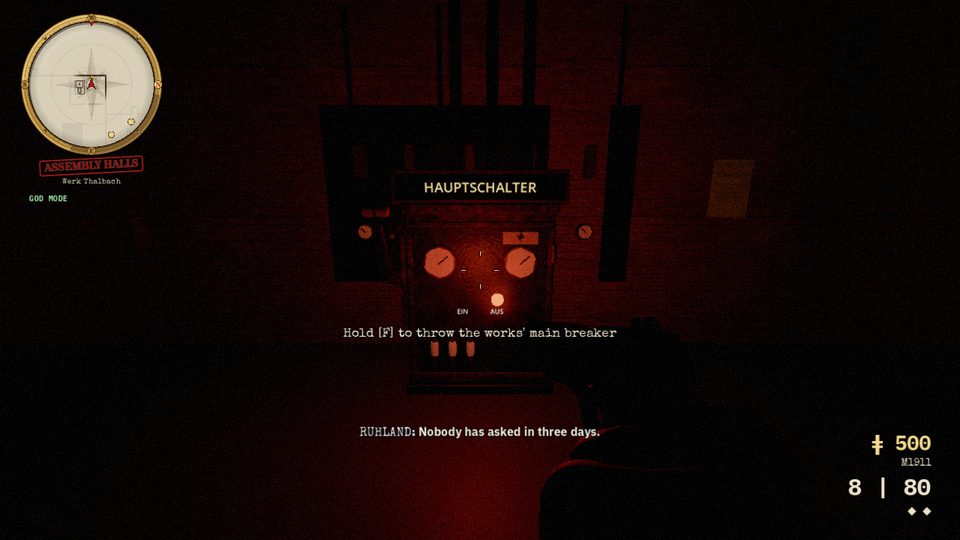 ASSEMBLY HALLS
Werk Thalbach
GOD MODE
HAUPTSCHALTER
EIN AUS
Hold [F] to throw the works' main breaker
RUHLAND: Nobody has asked in three days.
500
M1911
8 | 80